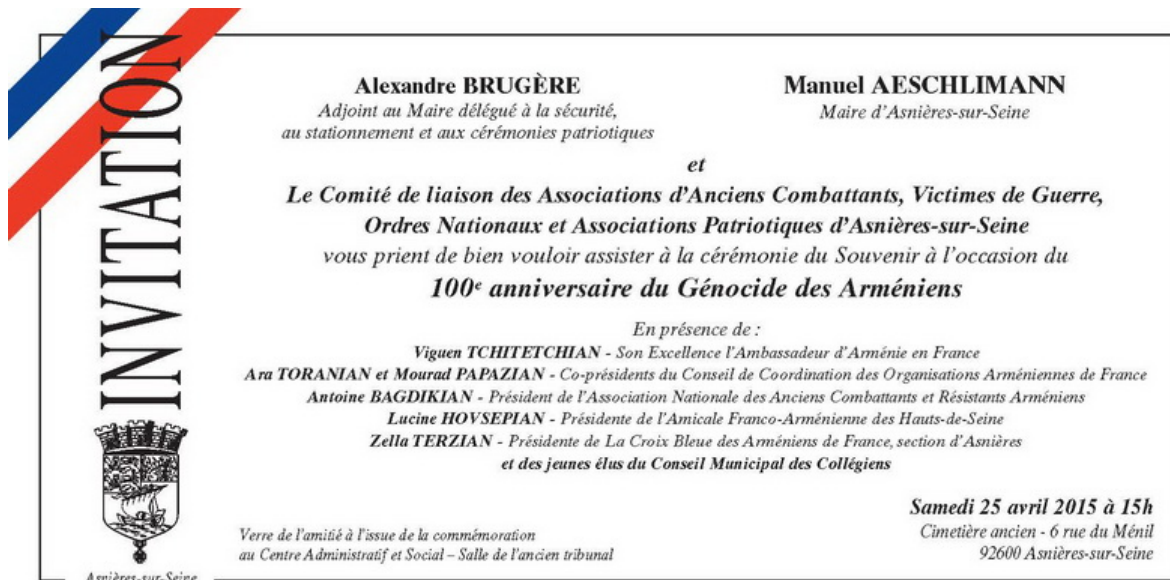 INVITATION
Alexandre BRUGÈRE
Adjoint au Maire délégué à la sécurité,
au stationnement et aux cérémonies patriotiques
Manuel AESCHLIMANN
Maire d'Asnières-sur-Seine
et
Le Comité de liaison des Associations d'Anciens Combattants, Victimes de Guerre,
Ordres Nationaux et Associations Patriotiques d'Asnières-sur-Seine
vous prient de bien vouloir assister à la cérémonie du Souvenir à l'occasion du
100e anniversaire du Génocide des Arméniens
En présence de :
Viguen TCHITETCHIAN - Son Excellence l'Ambassadeur d'Arménie en France
Ara TORANIAN et Mourad PAPAZIAN - Co-présidents du Conseil de Coordination des Organisations Arméniennes de France
Antoine BAGDIKIAN - Président de l'Association Nationale des Anciens Combattants et Résistants Arméniens
Lucine HOVSEPIAN - Présidente de l'Amicale Franco-Arménienne des Hauts-de-Seine
Zella TERZIAN - Présidente de La Croix Bleue des Arméniens de France, section d'Asnières
et des jeunes élus du Conseil Municipal des Collégiens
Samedi 25 avril 2015 à 15h
Cimetière ancien - 6 rue du Ménil
92600 Asnières-sur-Seine
Verre de l'amitié à l'issue de la commémoration
au Centre Administratif et Social – Salle de l'ancien tribunal
Asnières-sur-Seine